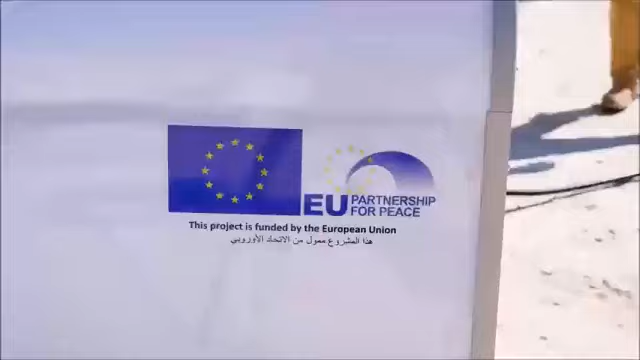 EU PARTNERSHIP
FOR PEACE
This project is funded by the European Union
هذا المشروع ممول من الاتحاد الأوروبي